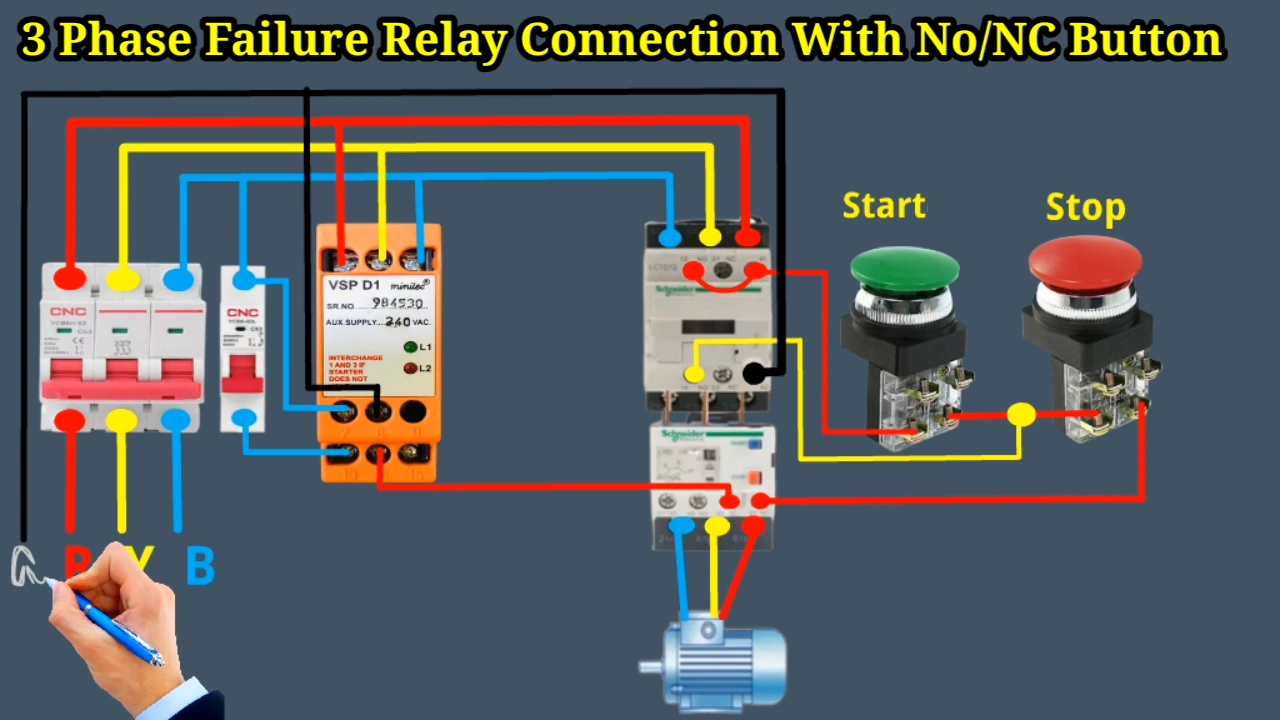 3 Phase Failure Relay Connection With No/NC Button
Start
Stop
CNC
CNC
VSP D1 minilec
SR.NO. 984530
AUX.SUPPLY... 240 VAC.
L1
L2
INTERCHANGE
1 AND 3 IF
STARTER
DOES NOT
LC1D12
Schneider
Schneider
R Y B